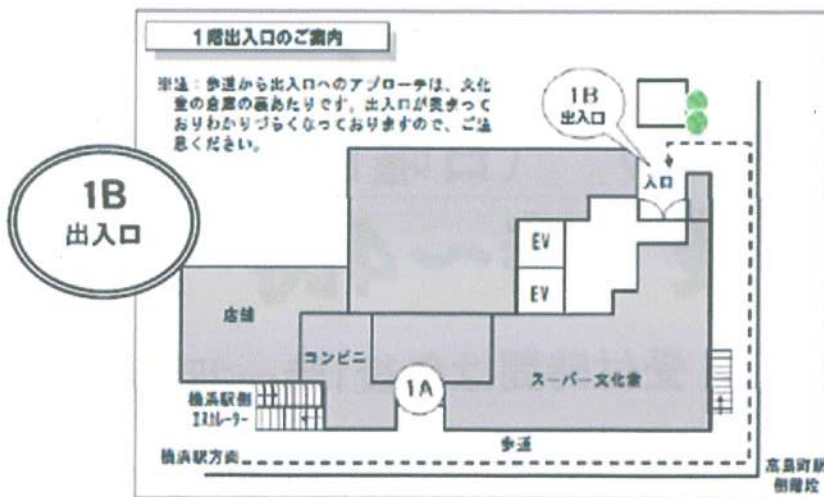 1階出入口のご案内
※注：歩道から出入口へのアプローチは、文化
堂の倉庫の裏あたりです。出入口が奥まって
おりわかりづらくなっておりますので、ご注
意ください。
1B
出入口
1B
出入口
入口
EV
EV
店舗
コンビニ
1A
スーパー文化堂
横浜駅側
エスカレーター
歩道
横浜駅方面
高島町駅
側階段